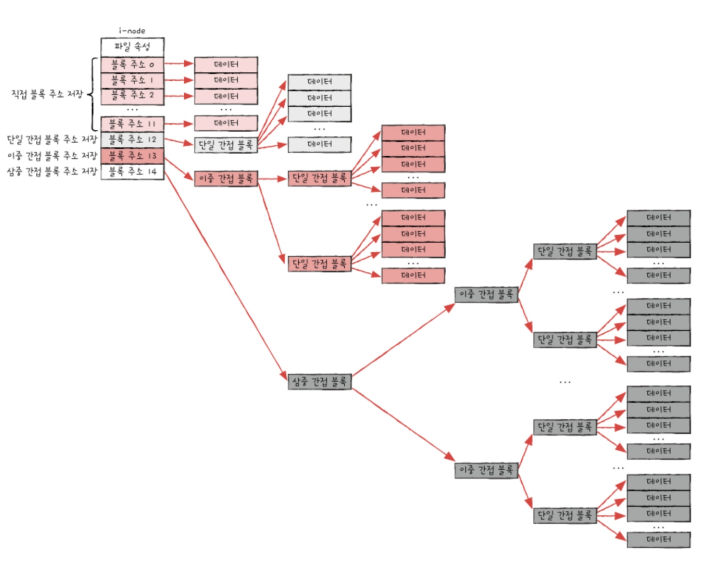 i-node
파일 속성
직접 블록 주소 저장
블록 주소 0
데이터
블록 주소 1
데이터
블록 주소 2
데이터
...
...
블록 주소 11
데이터
단일 간접 블록 주소 저장
블록 주소 12
단일 간접 블록
데이터
데이터
데이터
...
데이터
이중 간접 블록 주소 저장
블록 주소 13
이중 간접 블록
단일 간접 블록
데이터
데이터
데이터
...
데이터
...
단일 간접 블록
데이터
데이터
데이터
...
데이터
삼중 간접 블록 주소 저장
블록 주소 14
삼중 간접 블록
이중 간접 블록
단일 간접 블록
데이터
데이터
데이터
...
데이터
...
단일 간접 블록
데이터
데이터
데이터
...
데이터
...
이중 간접 블록
단일 간접 블록
데이터
데이터
데이터
...
데이터
...
단일 간접 블록
데이터
데이터
데이터
...
데이터